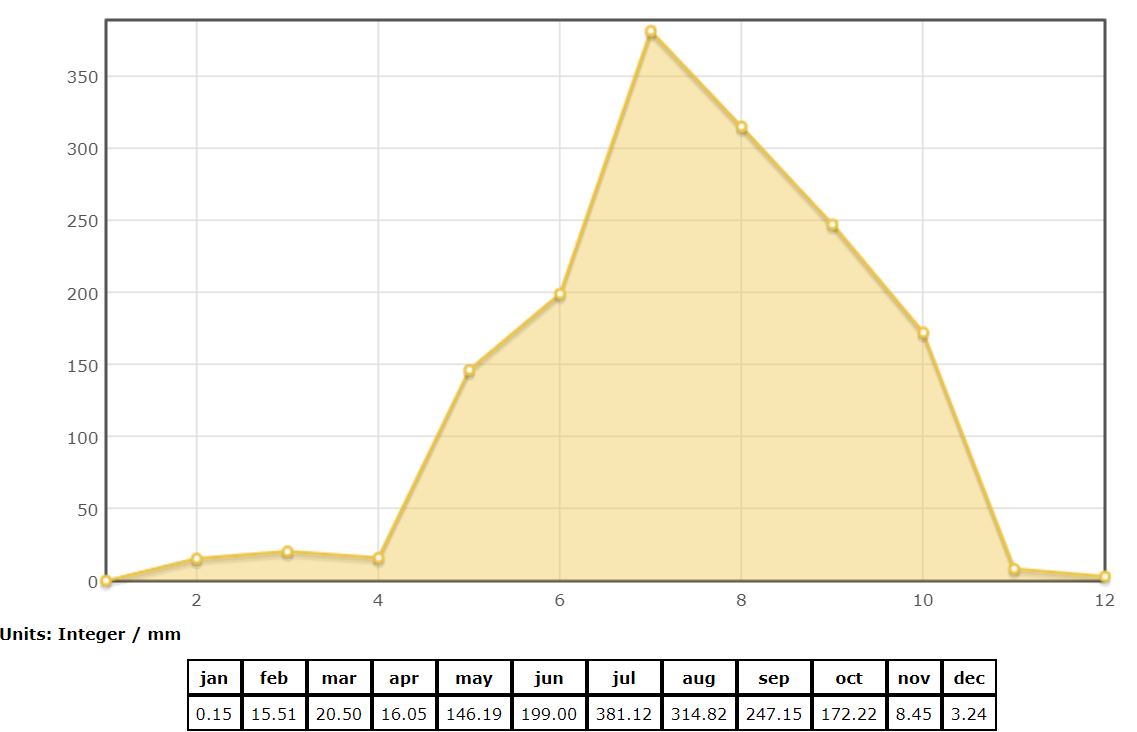 350
300
250
200
150
100
50
0
2 4 6 8 10 12
Units: Integer / mm
jan feb mar apr may jun jul aug sep oct nov dec
0.15 15.51 20.50 16.05 146.19 199.00 381.12 314.82 247.15 172.22 8.45 3.24